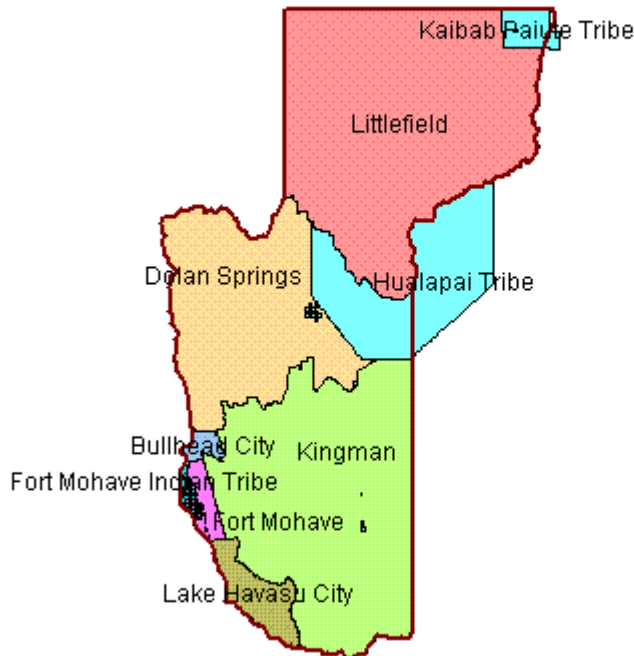 Kaibab Paiute Tribe
Littlefield
Dolan Springs
Hualapai Tribe
Bullhead City
Kingman
Fort Mohave Indian Tribe
Fort Mohave
Lake Havasu City